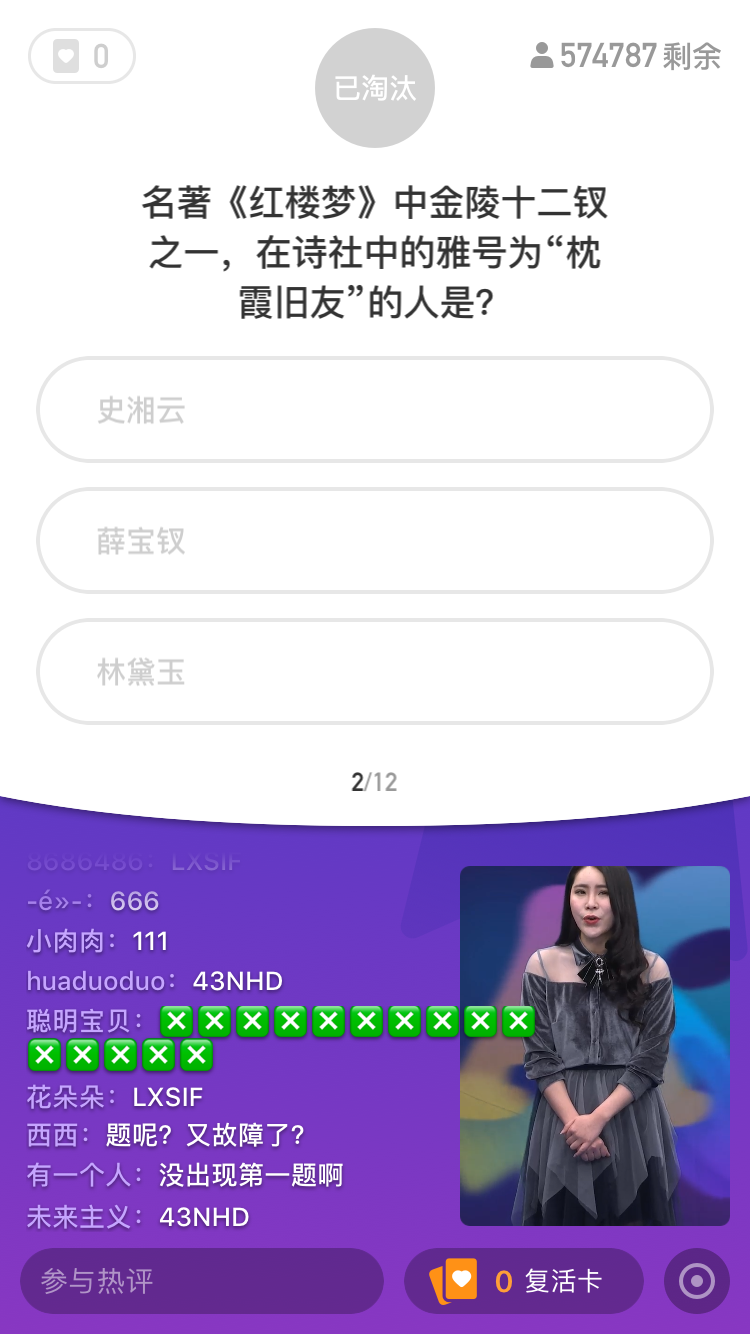 0
已淘汰
574787 剩余
名著《红楼梦》中金陵十二钗
之一，在诗社中的雅号为“枕
霞旧友”的人是?
史湘云
薛宝钗
林黛玉
2/12
8686486： LXSIF
-é»-： 666
小肉肉： 111
huaduoduo： 43NHD
聪明宝贝： ❎❎❎❎❎❎❎❎❎❎
❎❎❎❎❎
花朵朵： LXSIF
西西： 题呢？又故障了？
有一个人： 没出现第一题啊
未来主义： 43NHD
参与热评
0 复活卡